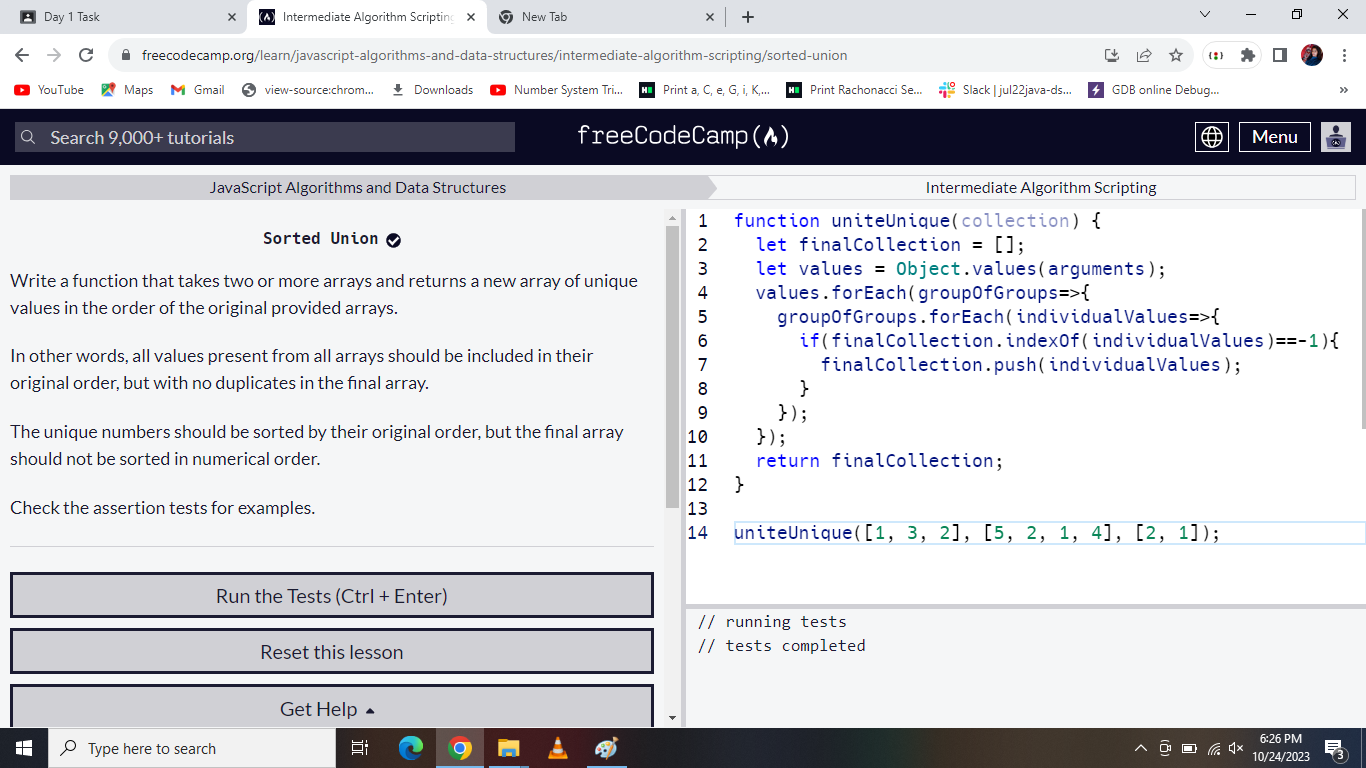 Day 1 Task
Intermediate Algorithm Scripting
New Tab
freecodecamp.org/learn/javascript-algorithms-and-data-structures/intermediate-algorithm-scripting/sorted-union
YouTube Maps Gmail view-source:chrom... Downloads Number System Tri... Print a, C, e, G, i, K,... Print Rachonacci Se... Slack | jul22java-ds... GDB online Debug... »
Search 9,000+ tutorials
freeCodeCamp
Menu
JavaScript Algorithms and Data Structures
Intermediate Algorithm Scripting
Sorted Union
Write a function that takes two or more arrays and returns a new array of unique
values in the order of the original provided arrays.
In other words, all values present from all arrays should be included in their
original order, but with no duplicates in the final array.
The unique numbers should be sorted by their original order, but the final array
should not be sorted in numerical order.
Check the assertion tests for examples.
Run the Tests (Ctrl + Enter)
Reset this lesson
Get Help
1 function uniteUnique(collection) {
2 let finalCollection = [];
3 let values = Object.values(arguments);
4 values.forEach(groupOfGroups=>{
5 groupOfGroups.forEach(individualValues=>{
6 if(finalCollection.indexOf(individualValues)==-1){
7 finalCollection.push(individualValues);
8 }
9 });
10 });
11 return finalCollection;
12 }
13
14 uniteUnique([1, 3, 2], [5, 2, 1, 4], [2, 1]);
// running tests
// tests completed
Type here to search
6:26 PM
10/24/2023
3